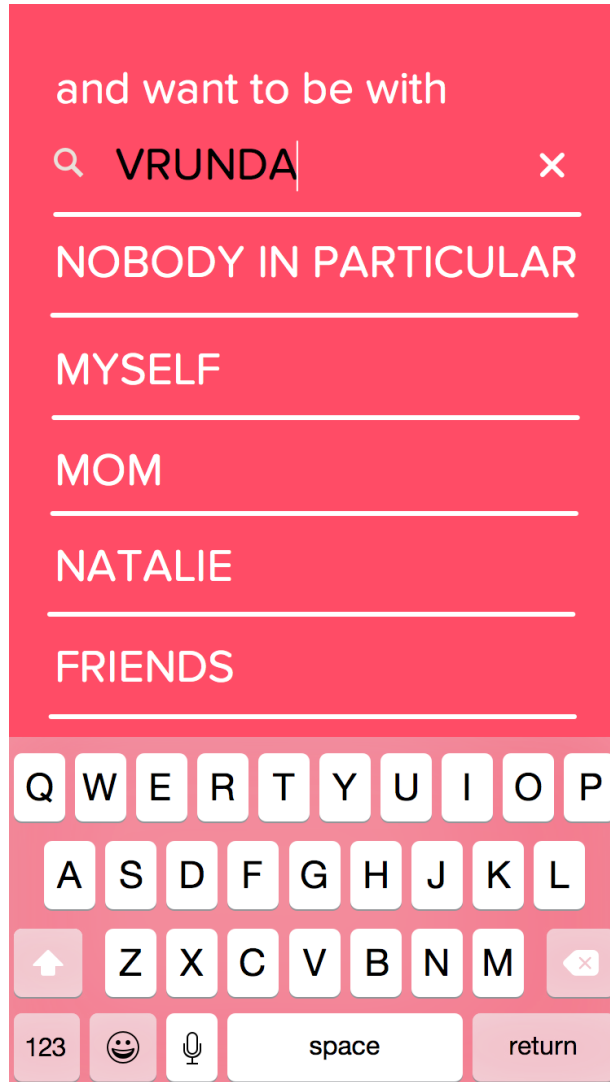 and want to be with
VRUNDA
NOBODY IN PARTICULAR
MYSELF
MOM
NATALIE
FRIENDS
Q W E R T Y U I O P
A S D F G H J K L
Z X C V B N M
123 space return